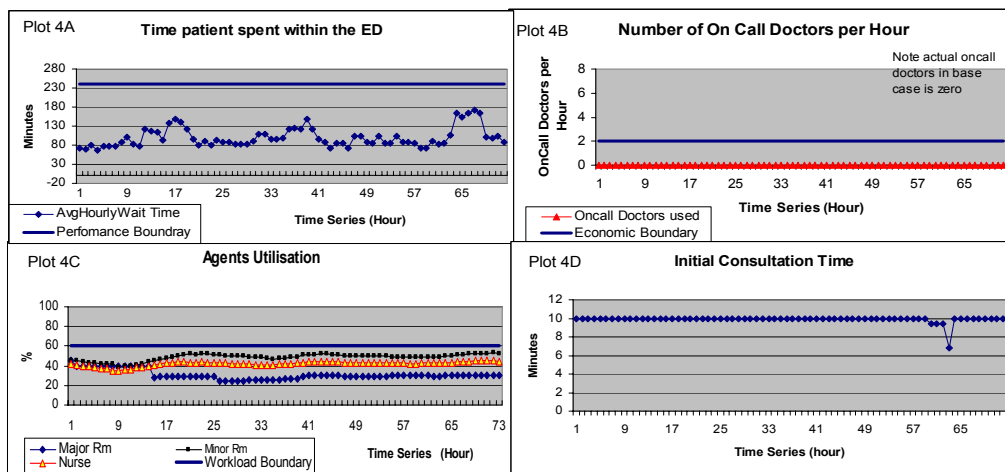 Plot 4A
Time patient spent within the ED
280
230
180
130
80
30
-20
Minutes
1 9 17 25 33 41 49 57 65
Time Series (Hour)
AvgHourlyWait Time
Perfomance Boundray
Plot 4B
Number of On Call Doctors per Hour
Note actual oncall
doctors in base
case is zero
8
6
4
2
0
OnCall Doctors per
Hour
1 9 17 25 33 41 49 57 65
Time Series (Hour)
Oncall Doctors used
Economic Boundary
Plot 4C
Agents Utilisation
100
80
60
40
20
0
%
1 9 17 25 33 41 49 57 65 73
Time Series (Hour)
Major Rm
Minor Rm
Nurse
Workload Boundary
Plot 4D
Initial Consultation Time
12
10
8
6
4
2
0
Minutes
1 9 17 25 33 41 49 57 65
Time Series (hour)